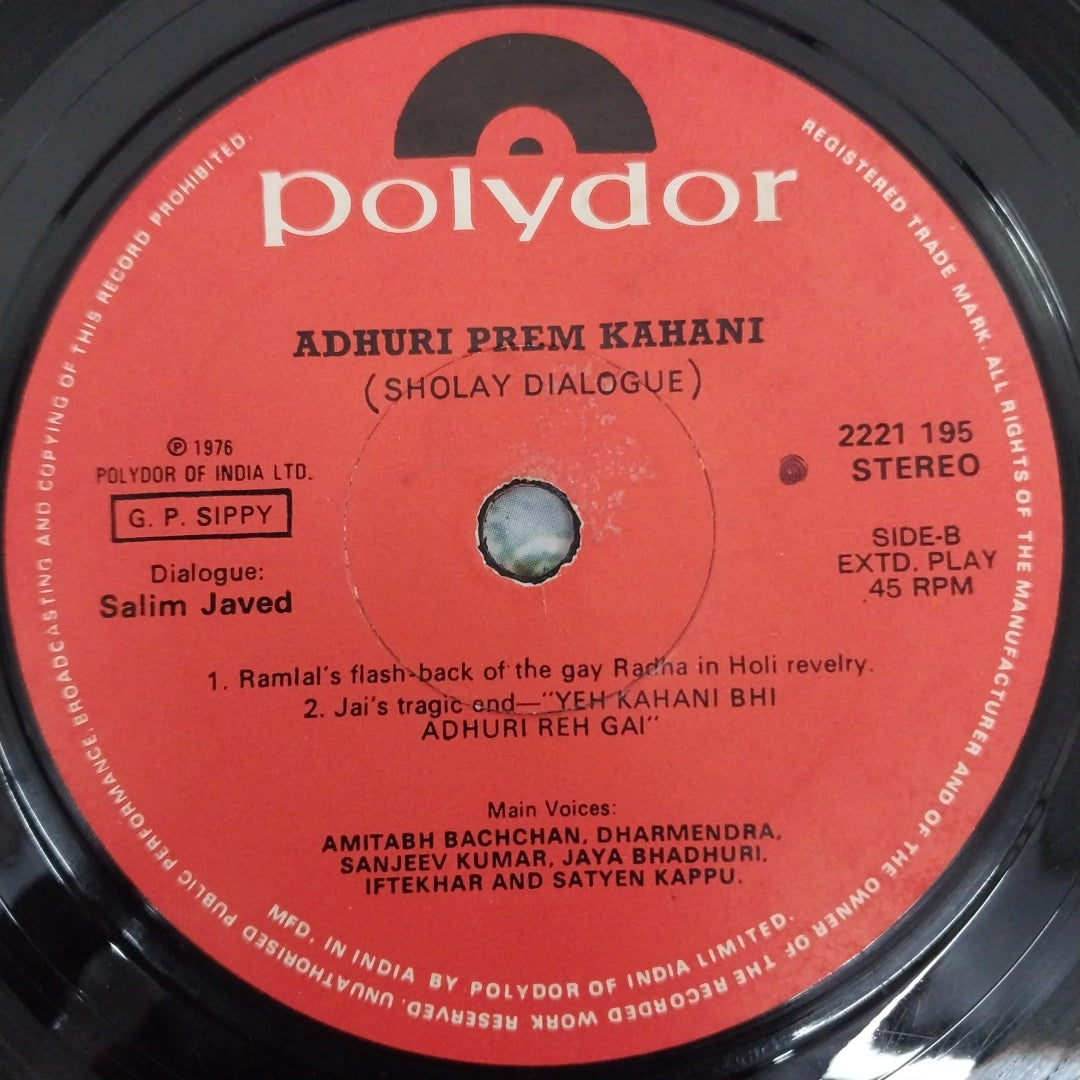 polydor
ADHURI PREM KAHANI
(SHOLAY DIALOGUE)
℗ 1976
POLYDOR OF INDIA LTD.
G. P. SIPPY
Dialogue:
Salim Javed
2221 195
STEREO
SIDE-B
EXTD. PLAY
45 RPM
1. Ramlal's flash-back of the gay Radha in Holi revelry.
2. Jai's tragic end—"YEH KAHANI BHI
ADHURI REH GAI"
Main Voices:
AMITABH BACHCHAN, DHARMENDRA,
SANJEEV KUMAR, JAYA BHADHURI,
IFTEKHAR AND SATYEN KAPPU.
MFD. IN INDIA BY POLYDOR OF INDIA LIMITED.
REGISTERED TRADE MARK. ALL RIGHTS OF THE MANUFACTURER AND OF THE OWNER OF THE RECORDED WORK RESERVED. UNAUTHORISED PUBLIC PERFORMANCE, BROADCASTING AND COPYING OF THIS RECORD PROHIBITED.